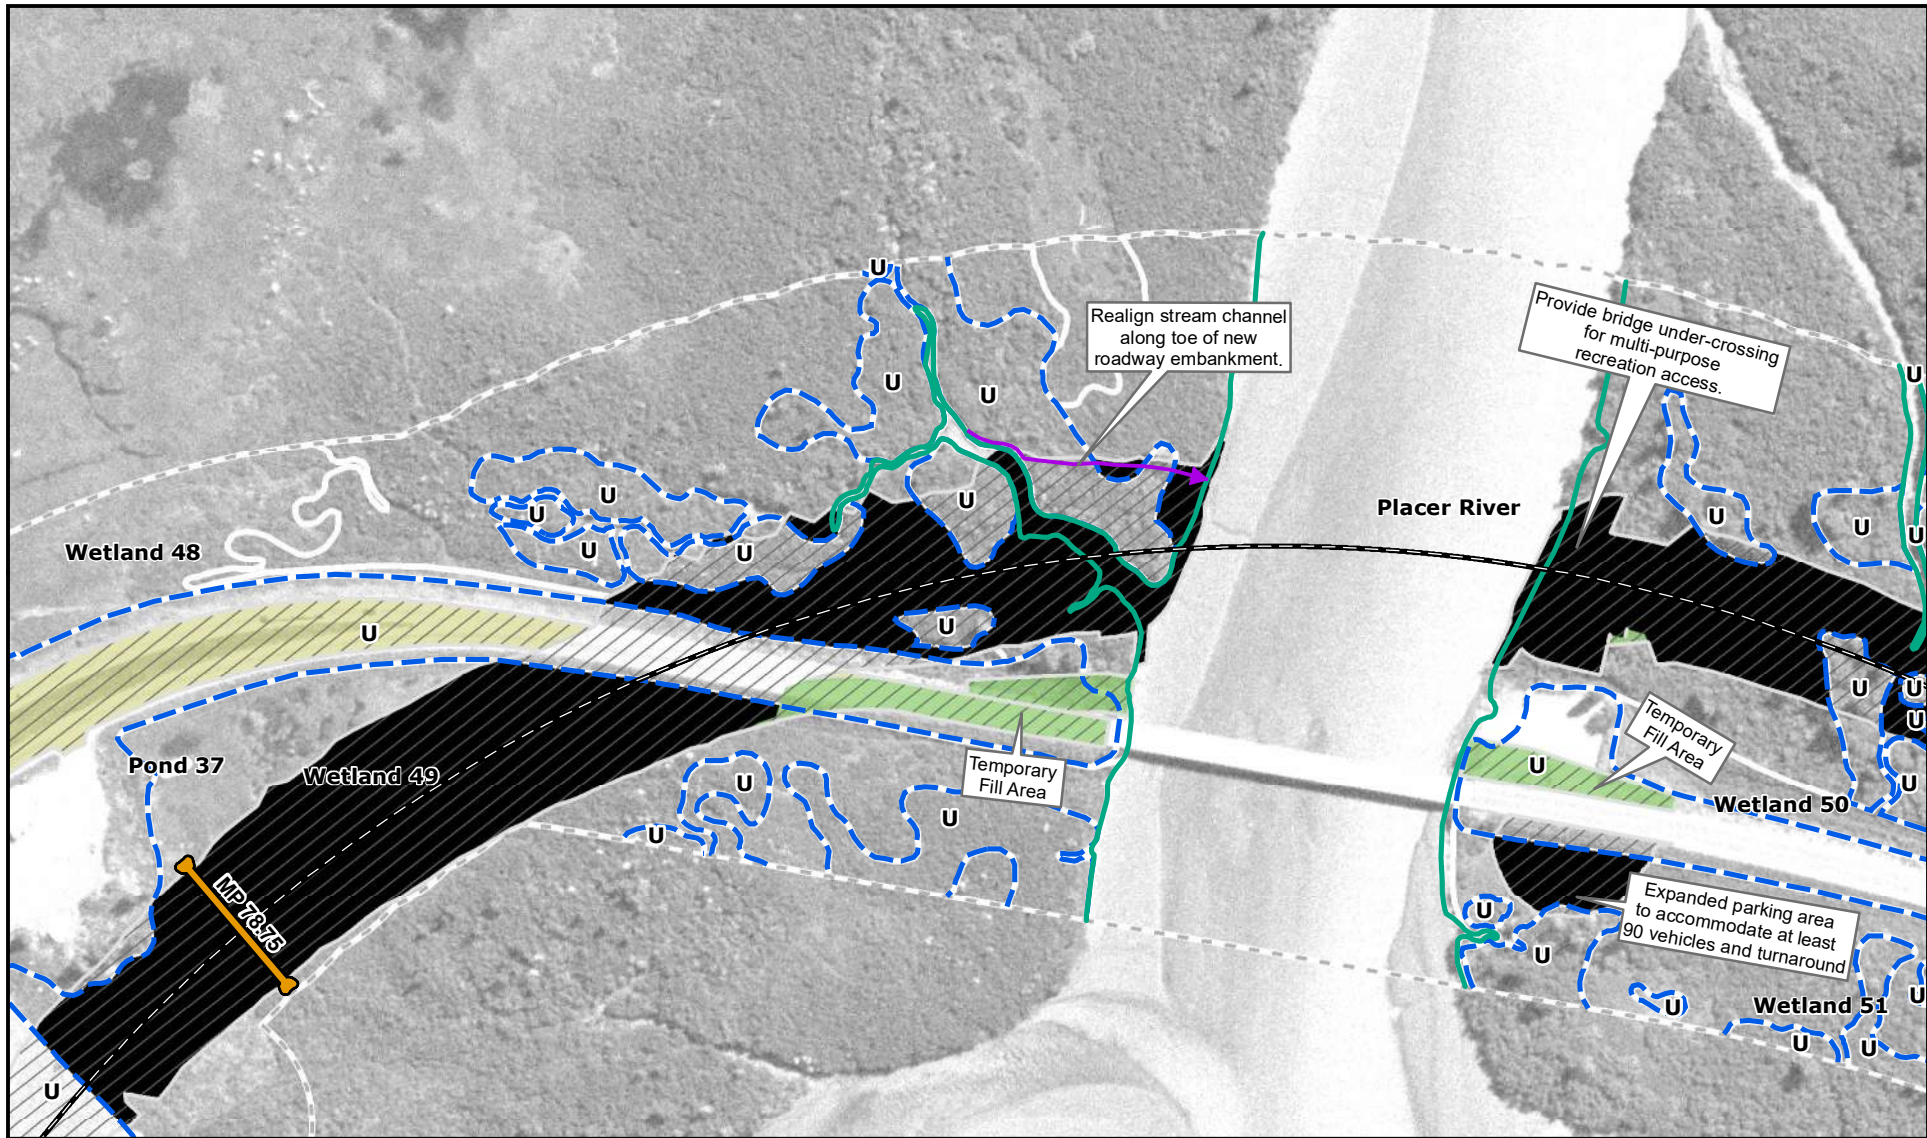 U
Realign stream channel
along toe of new
roadway embankment.
Provide bridge under-crossing
for multi-purpose
recreation access.
U
U
U
U
U
U
Placer River
U
U
U
U
Wetland 48
U
U
U
U
U
U
U
U
Pond 37
Wetland 49
Temporary
Fill Area
U
Temporary
Fill Area
U
U
Wetland 50
U
U
MP 78.75
U
Expanded parking area
to accommodate at least
90 vehicles and turnaround
U
U
U
Wetland 51
U
U
U